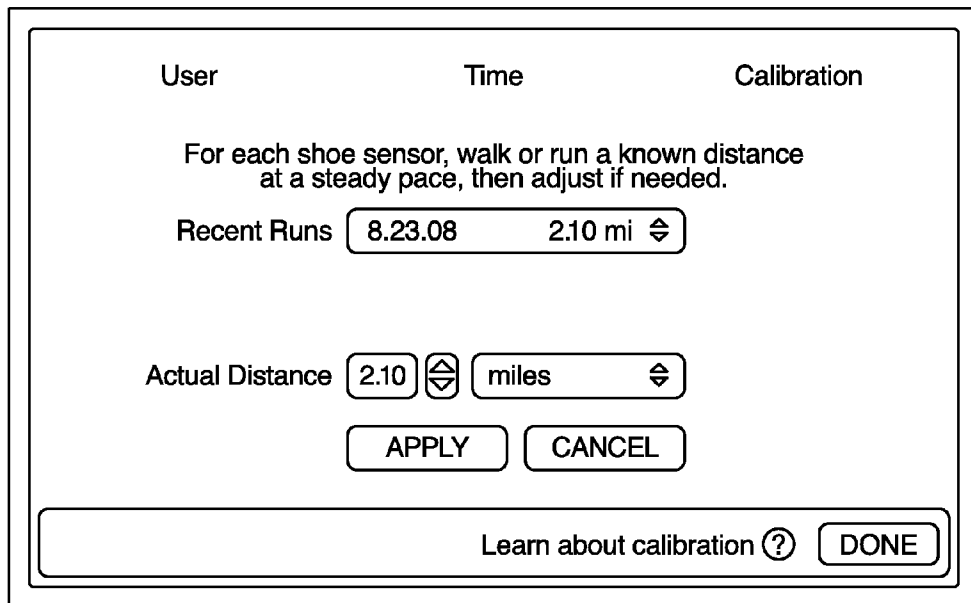 User Time Calibration
For each shoe sensor, walk or run a known distance
at a steady pace, then adjust if needed.
Recent Runs 8.23.08 2.10 mi
Actual Distance 2.10 miles
APPLY CANCEL
Learn about calibration ? DONE